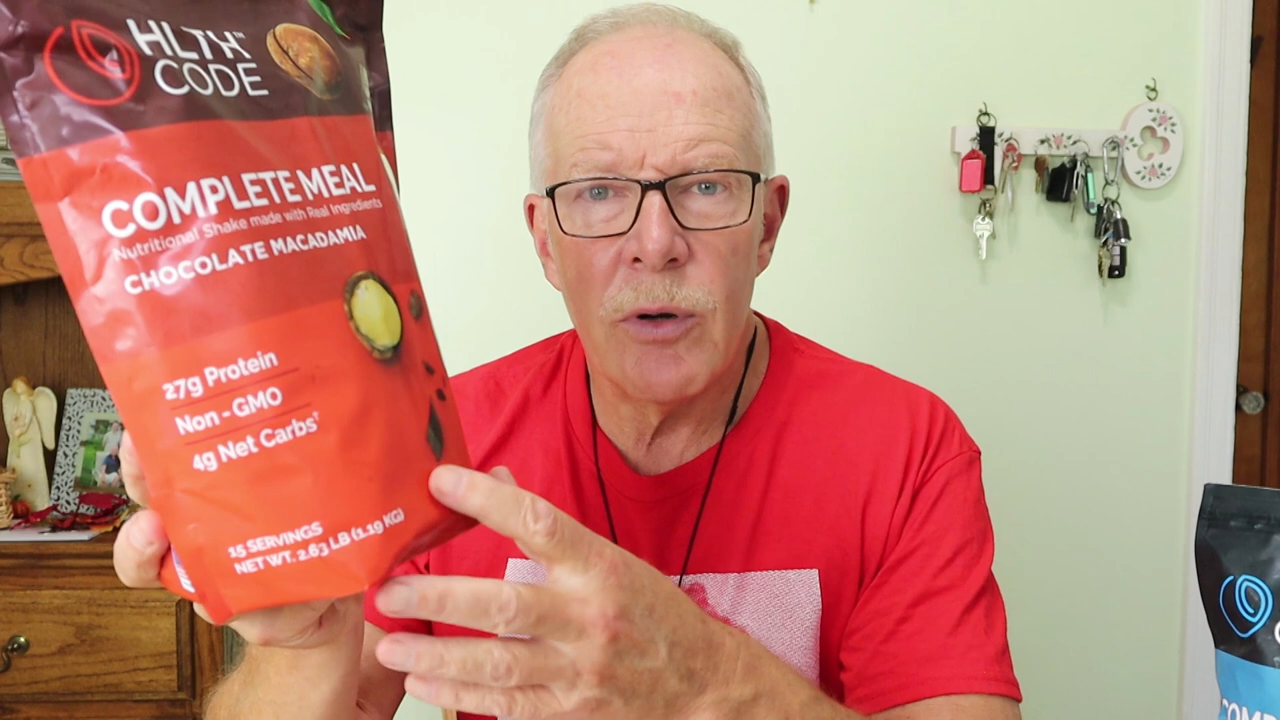 HLTH™
CODE
COMPLETE MEAL
Nutritional Shake made with Real Ingredients
CHOCOLATE MACADAMIA
27g Protein
Non-GMO
4g Net Carbs†
15 SERVINGS
NET WT. 2.63 LB (1.19 KG)